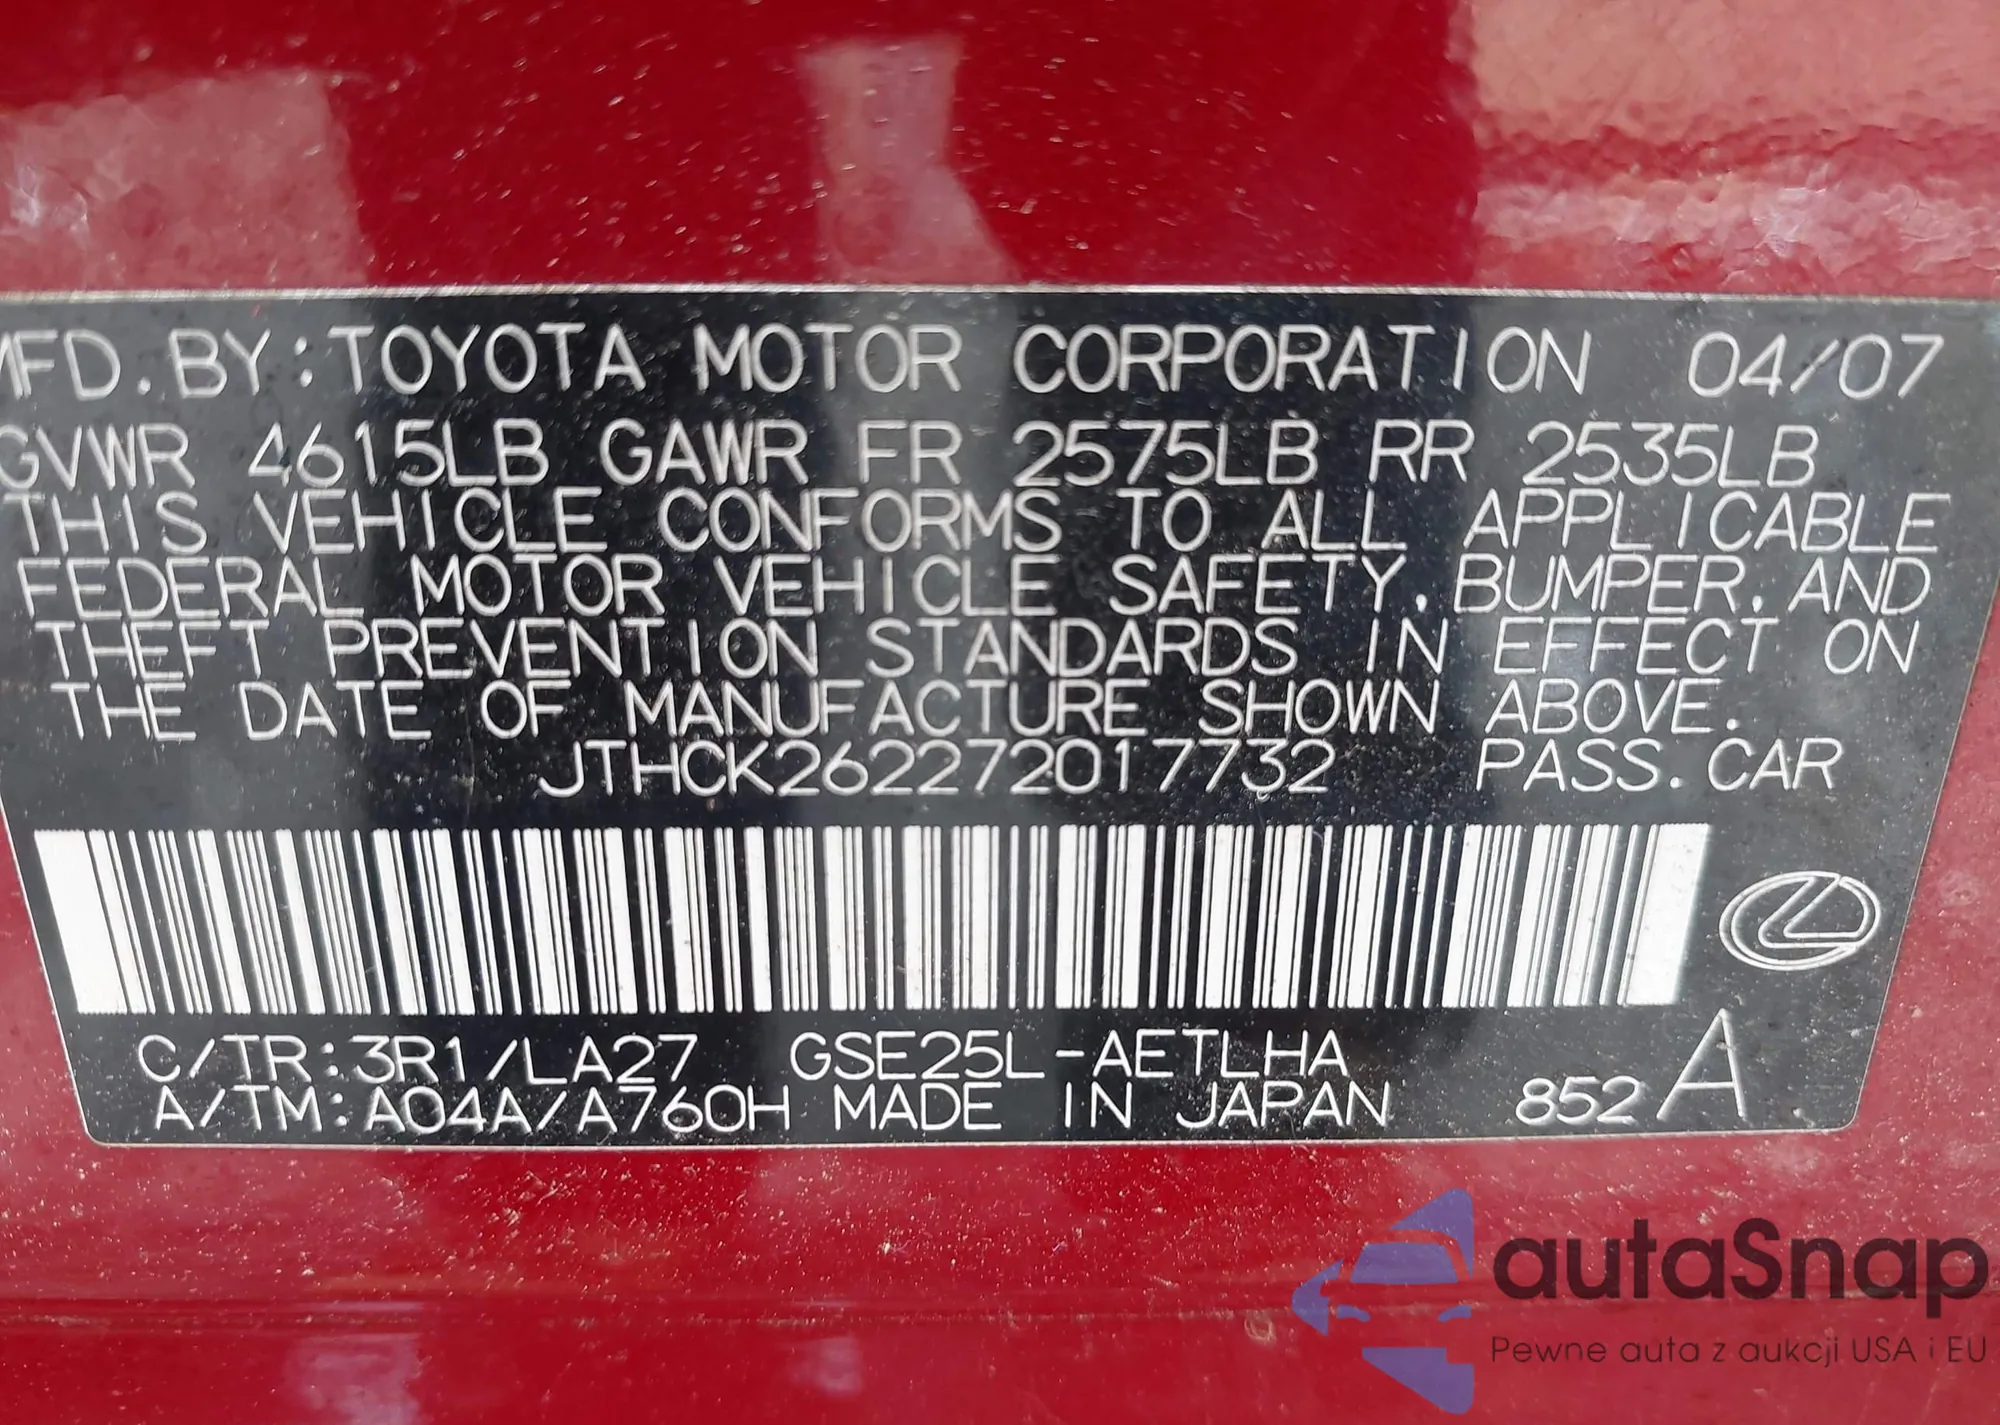 MFD. BY: TOYOTA MOTOR CORPORATION 04/07
GVWR 4615LB GAWR FR 2575LB RR 2535LB
THIS VEHICLE CONFORMS TO ALL APPLICABLE
FEDERAL MOTOR VEHICLE SAFETY, BUMPER, AND
THEFT PREVENTION STANDARDS IN EFFECT ON
THE DATE OF MANUFACTURE SHOWN ABOVE.
JTHCK262272017732 PASS. CAR
C/TR: 3R1/LA27 GSE25L-AETLHA
A/TM: A04A/A760H MADE IN JAPAN 852 A
autaSnap
Pewne auta z aukcji USA i EU